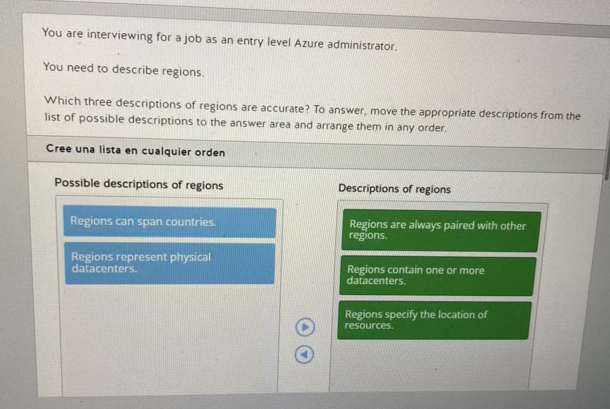 You are interviewing for a job as an entry level Azure administrator.
You need to describe regions.
Which three descriptions of regions are accurate? To answer, move the appropriate descriptions from the
list of possible descriptions to the answer area and arrange them in any order.
Cree una lista en cualquier orden
Possible descriptions of regions
Regions can span countries.
Regions represent physical
datacenters.
Descriptions of regions
Regions are always paired with other
regions.
Regions contain one or more
datacenters.
Regions specify the location of
resources.